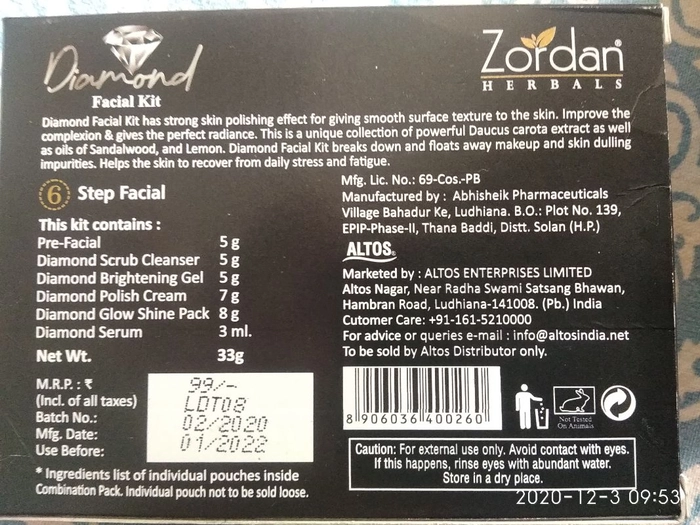 Diamond
Facial Kit
Zordan®
HERBALS
Diamond Facial Kit has strong skin polishing effect for giving smooth surface texture to the skin. Improve the
complexion & gives the perfect radiance. This is a unique collection of powerful Daucus carota extract as well
as oils of Sandalwood, and Lemon. Diamond Facial Kit breaks down and floats away makeup and skin dulling
impurities. Helps the skin to recover from daily stress and fatigue.
6 Step Facial
This kit contains :
Pre-Facial 5 g
Diamond Scrub Cleanser 5 g
Diamond Brightening Gel 5 g
Diamond Polish Cream 7 g
Diamond Glow Shine Pack 8 g
Diamond Serum 3 ml.
Net Wt. 33g
M.R.P. : ₹ 99/-
(Incl. of all taxes)
Batch No.: LDT08
Mfg. Date: 02/2020
Use Before: 01/2022
* Ingredients list of individual pouches inside
Combination Pack. Individual pouch not to be sold loose.
Mfg. Lic. No.: 69-Cos.-PB
Manufactured by : Abhisheik Pharmaceuticals
Village Bahadur Ke, Ludhiana. B.O.: Plot No. 139,
EPIP-Phase-II, Thana Baddi, Distt. Solan (H.P.)
ALTOS®
Marketed by : ALTOS ENTERPRISES LIMITED
Altos Nagar, Near Radha Swami Satsang Bhawan,
Hambran Road, Ludhiana-141008. (Pb.) India
Cutomer Care: +91-161-5210000
For advice or queries e-mail : info@altosindia.net
To be sold by Altos Distributor only.
8 906036 400260
Not Tested
On Animals
Caution: For external use only. Avoid contact with eyes.
If this happens, rinse eyes with abundant water.
Store in a dry place.
2020-12-3 09:53